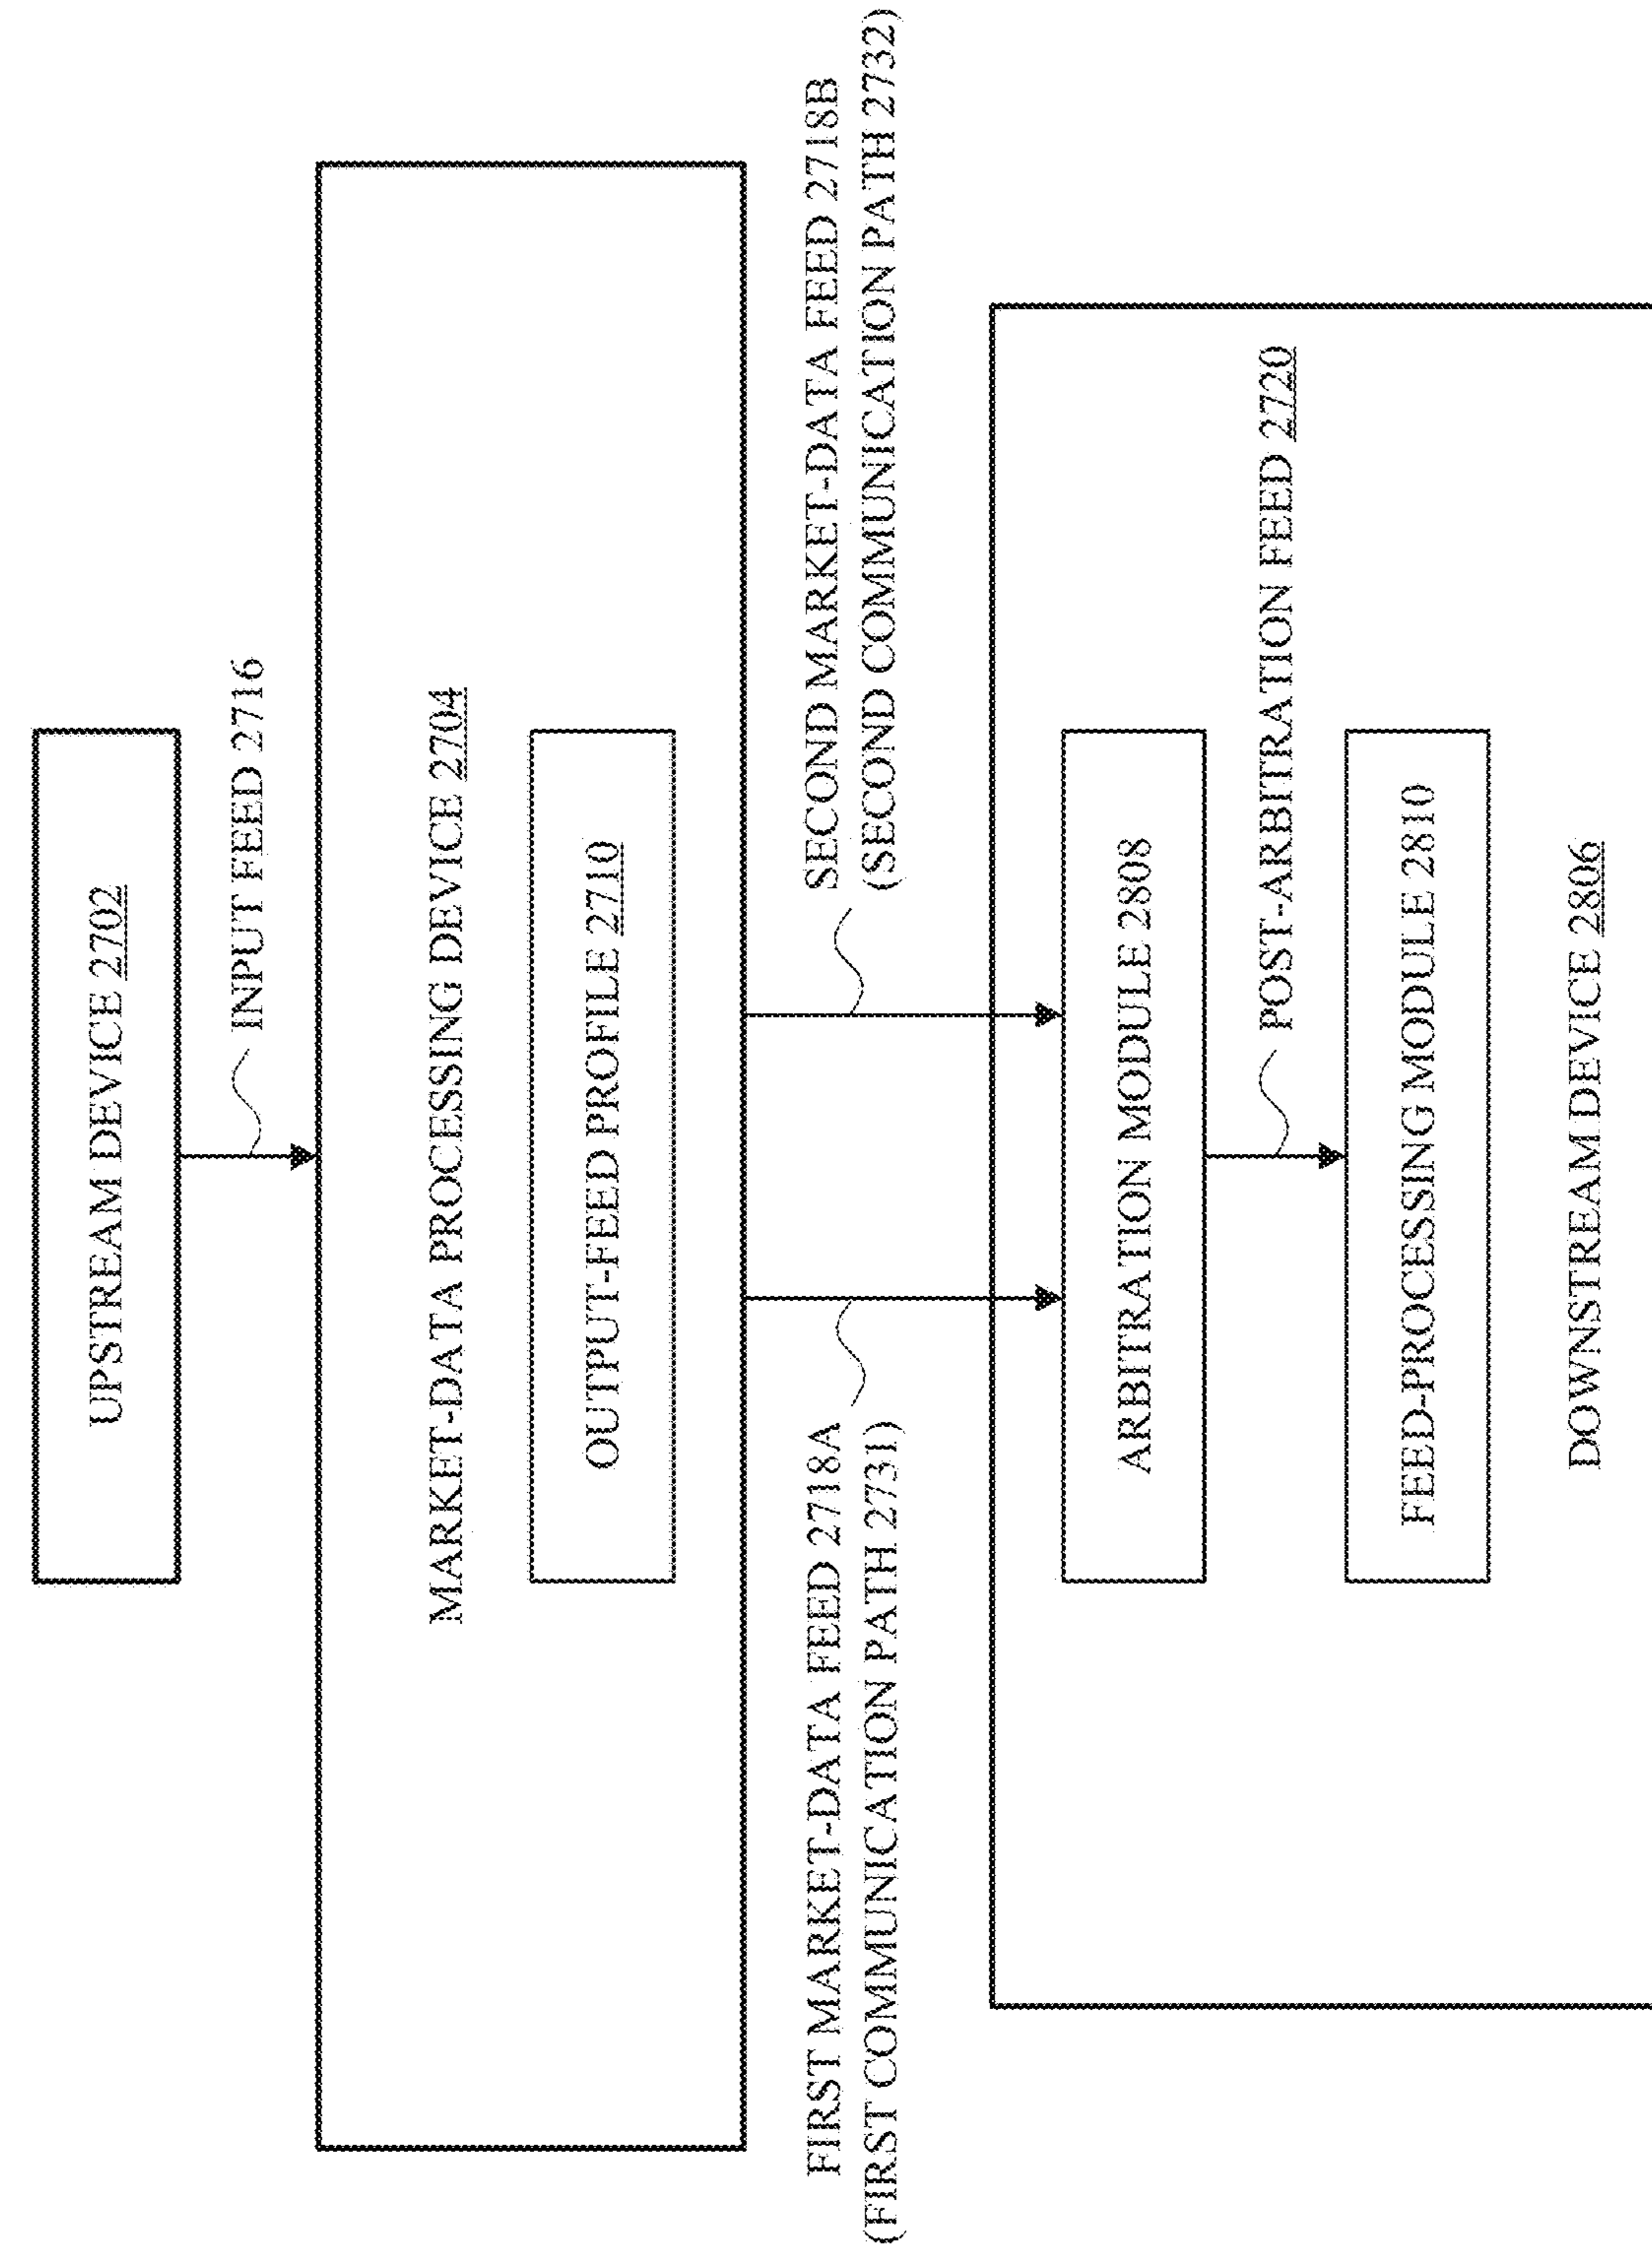 UPSTREAM DEVICE 2702
INPUT FEED 2716
MARKET-DATA PROCESSING DEVICE 2704
OUTPUT-FEED PROFILE 2710
FIRST MARKET-DATA FEED 2718A
(FIRST COMMUNICATION PATH 2731)
SECOND MARKET-DATA FEED 2718B
(SECOND COMMUNICATION PATH 2732)
ARBITRATION MODULE 2808
POST-ARBITRATION FEED 2720
FEED-PROCESSING MODULE 2810
DOWNSTREAM DEVICE 2806